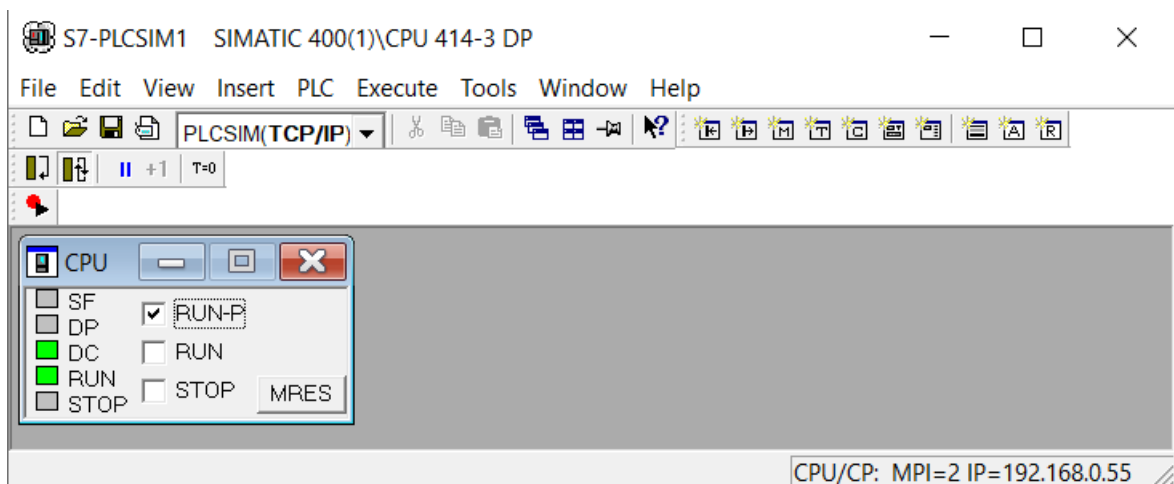 S7-PLCSIM1 SIMATIC 400(1)\CPU 414-3 DP
File Edit View Insert PLC Execute Tools Window Help
PLCSIM(TCP/IP)
+1 T=0
CPU
SF
DP
DC
RUN
STOP
RUN-P
RUN
STOP
MRES
CPU/CP: MPI=2 IP=192.168.0.55